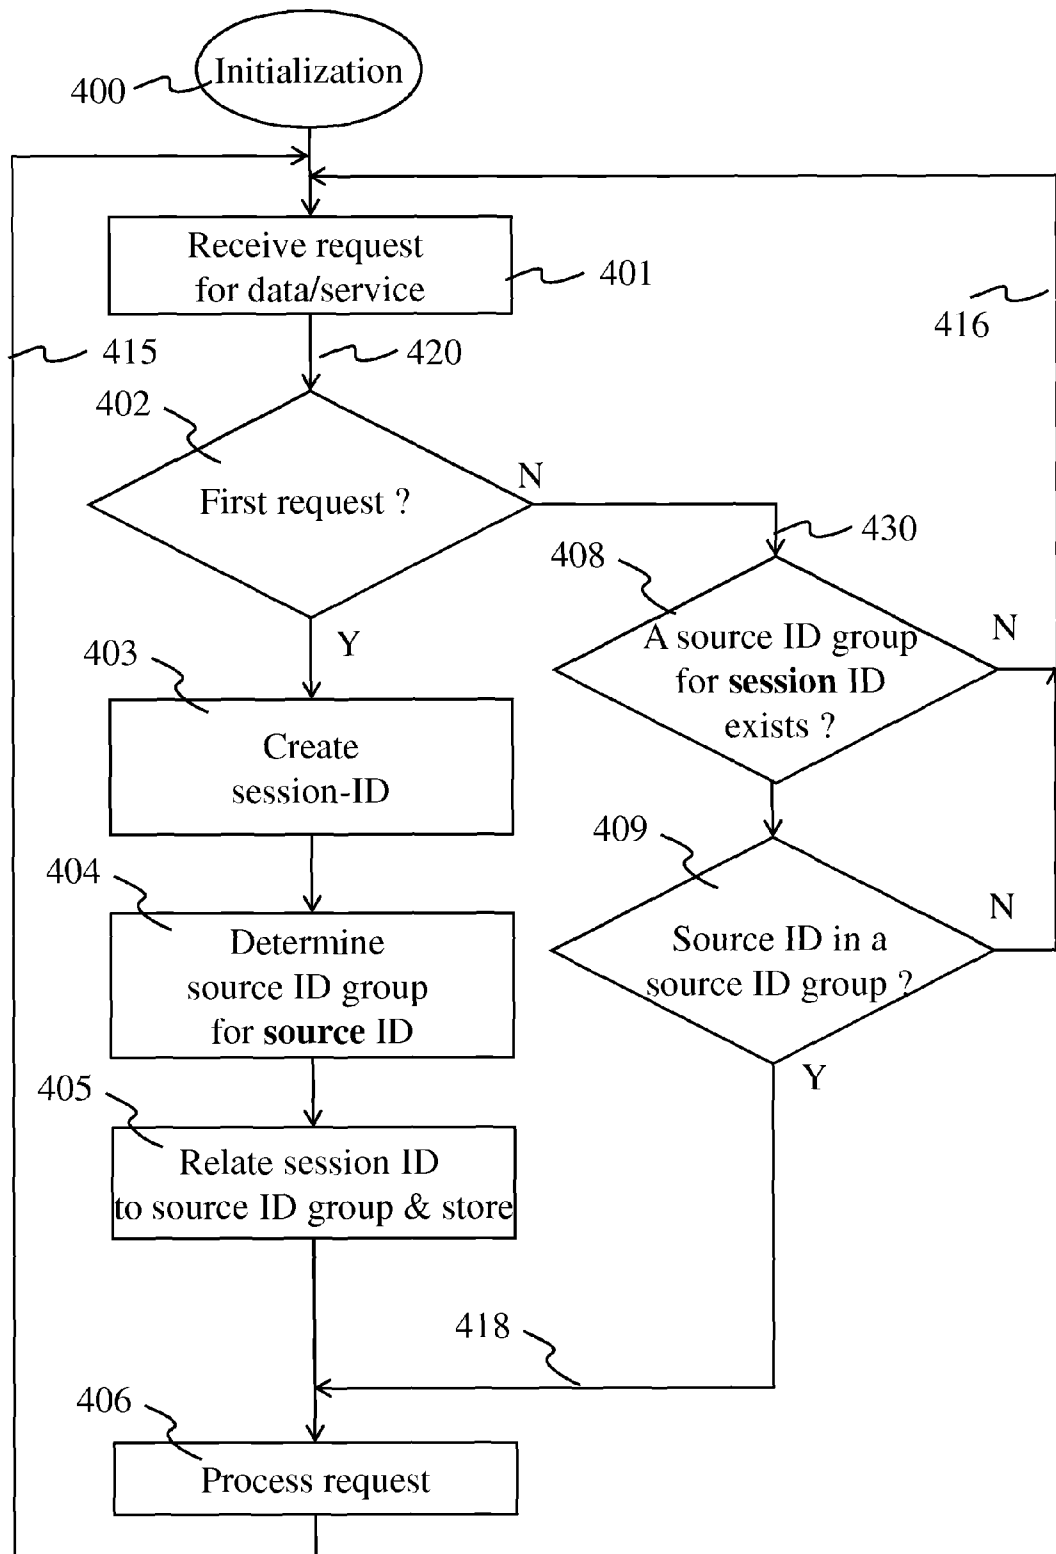 Initialization
400
Receive request
for data/service
401
416
415
420
402
First request ?
N
430
408
Y
A source ID group
for session ID
exists ?
N
403
Create
session-ID
409
404
Determine
source ID group
for source ID
Source ID in a
source ID group ?
N
Y
405
Relate session ID
to source ID group & store
418
406
Process request